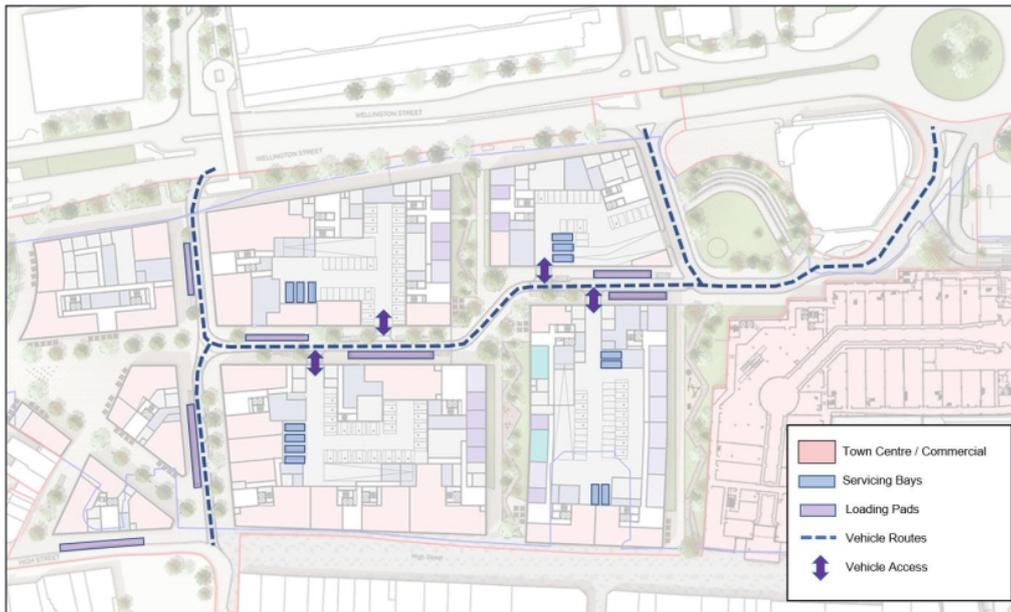 WELLINGTON STREET
WELLINGTON STREET
HIGH STREET
High Street
Town Centre / Commercial
Servicing Bays
Loading Pads
Vehicle Routes
Vehicle Access